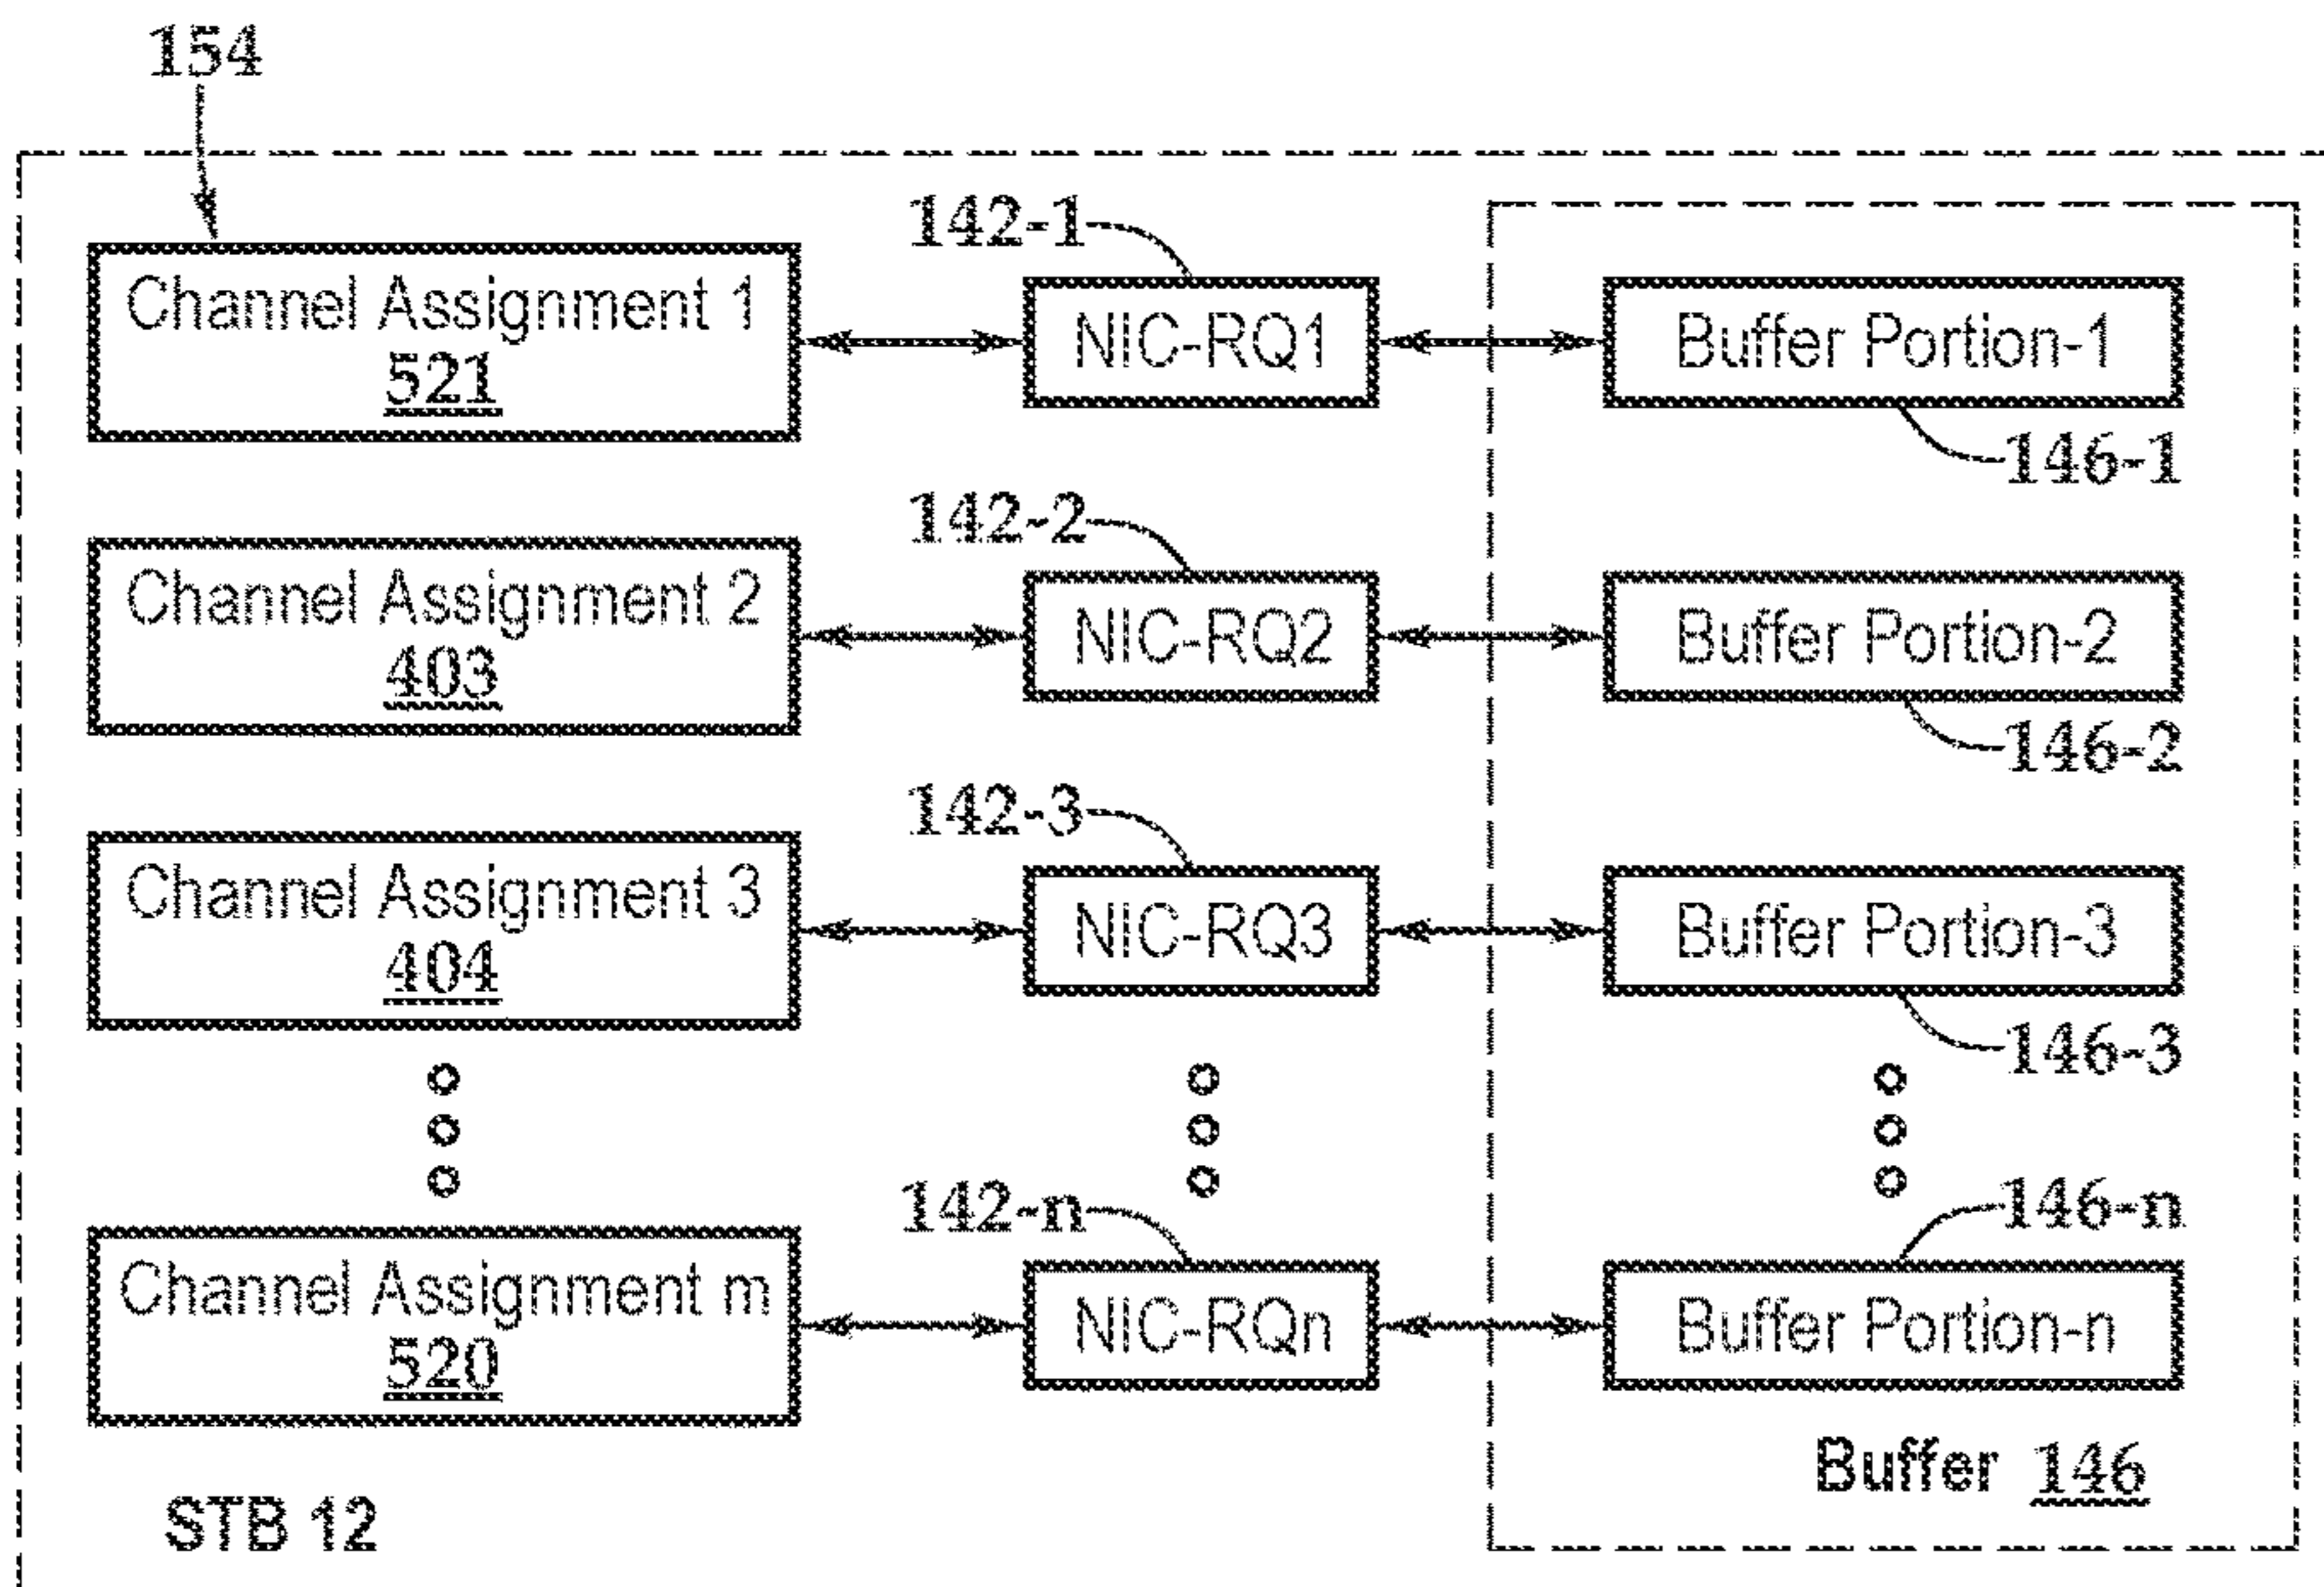 154
142-1
Channel Assignment 1
521
NIC-RQ1
Buffer Portion-1
146-1
142-2
Channel Assignment 2
403
NIC-RQ2
Buffer Portion-2
146-2
142-3
Channel Assignment 3
404
NIC-RQ3
Buffer Portion-3
146-3
142-n
146-n
Channel Assignment m
520
NIC-RQn
Buffer Portion-n
Buffer 146
STB 12